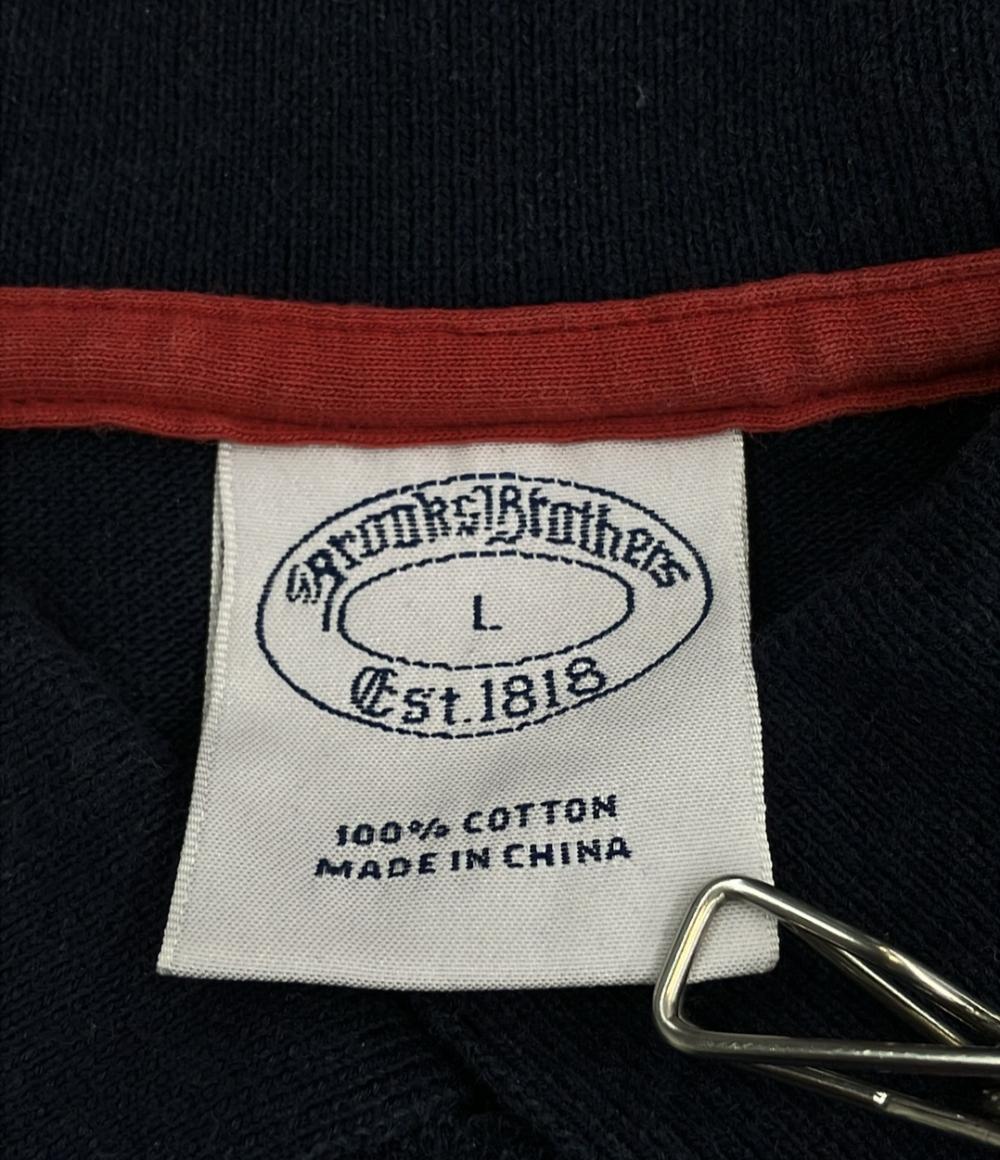 Brooks Brothers
L
Est. 1818
100% COTTON
MADE IN CHINA